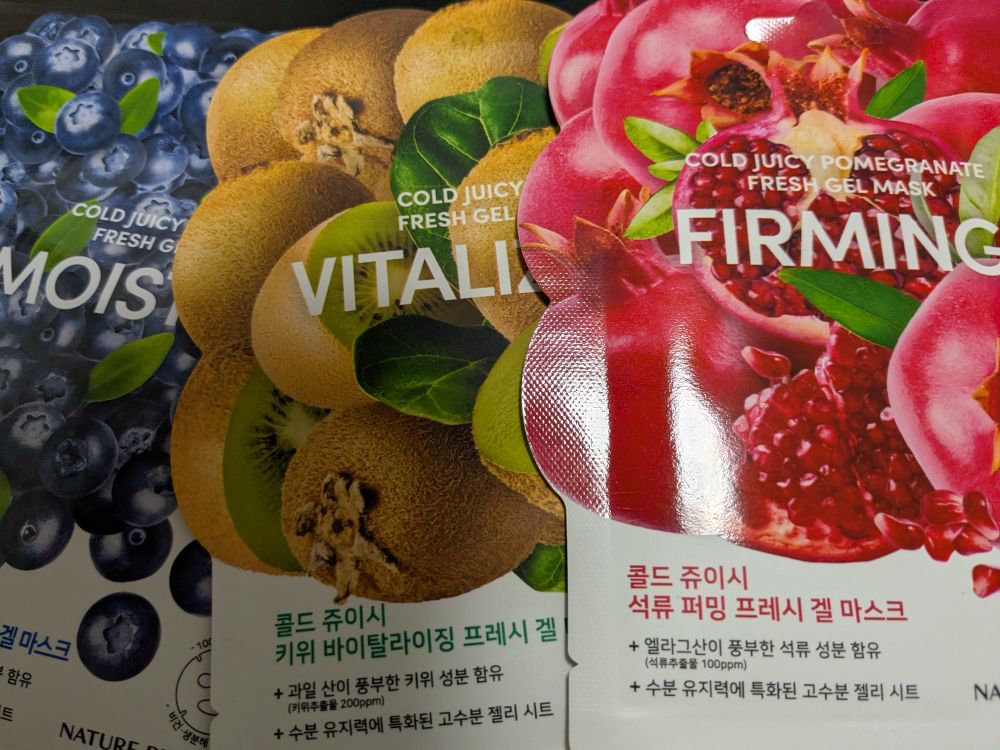 COLD JUICY
FRESH G
MOIS
겔 마스크
함유
NATURE
COLD JUICY
FRESH GEL
VITALI
콜드 쥬이시
키위 바이탈라이징 프레시 겔
+ 과일 산이 풍부한 키위 성분 함유
(키위추출물 200ppm)
+ 수분 유지력에 특화된 고수분 젤리 시트
COLD JUICY POMEGRANATE
FRESH GEL MASK
FIRMING
콜드 쥬이시
석류 퍼밍 프레시 겔 마스크
+ 엘라그산이 풍부한 석류 성분 함유
(석류추출물 100ppm)
+ 수분 유지력에 특화된 고수분 젤리 시트
NA